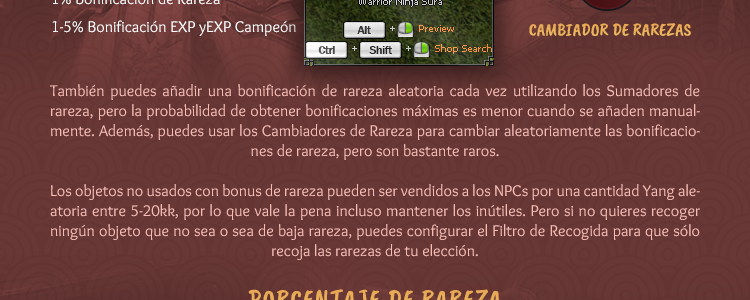 1% Bonificación de Rareza
Warrior Ninja Sura
1-5% Bonificación EXP yEXP Campeón
Alt + Preview
CAMBIADOR DE RAREZAS
Ctrl + Shift + Shop Search
También puedes añadir una bonificación de rareza aleatoria cada vez utilizando los Sumadores de
rareza, pero la probabilidad de obtener bonificaciones máximas es menor cuando se añaden manual-
mente. Además, puedes usar los Cambiadores de Rareza para cambiar aleatoriamente las bonificacio-
nes de rareza, pero son bastante raros.
Los objetos no usados con bonus de rareza pueden ser vendidos a los NPCs por una cantidad Yang ale-
atoria entre 5-20kk, por lo que vale la pena incluso mantener los inútiles. Pero si no quieres recoger
ningún objeto que no sea o sea de baja rareza, puedes configurar el Filtro de Recogida para que sólo
recoja las rarezas de tu elección.
PORCENTAJE DE RAREZA